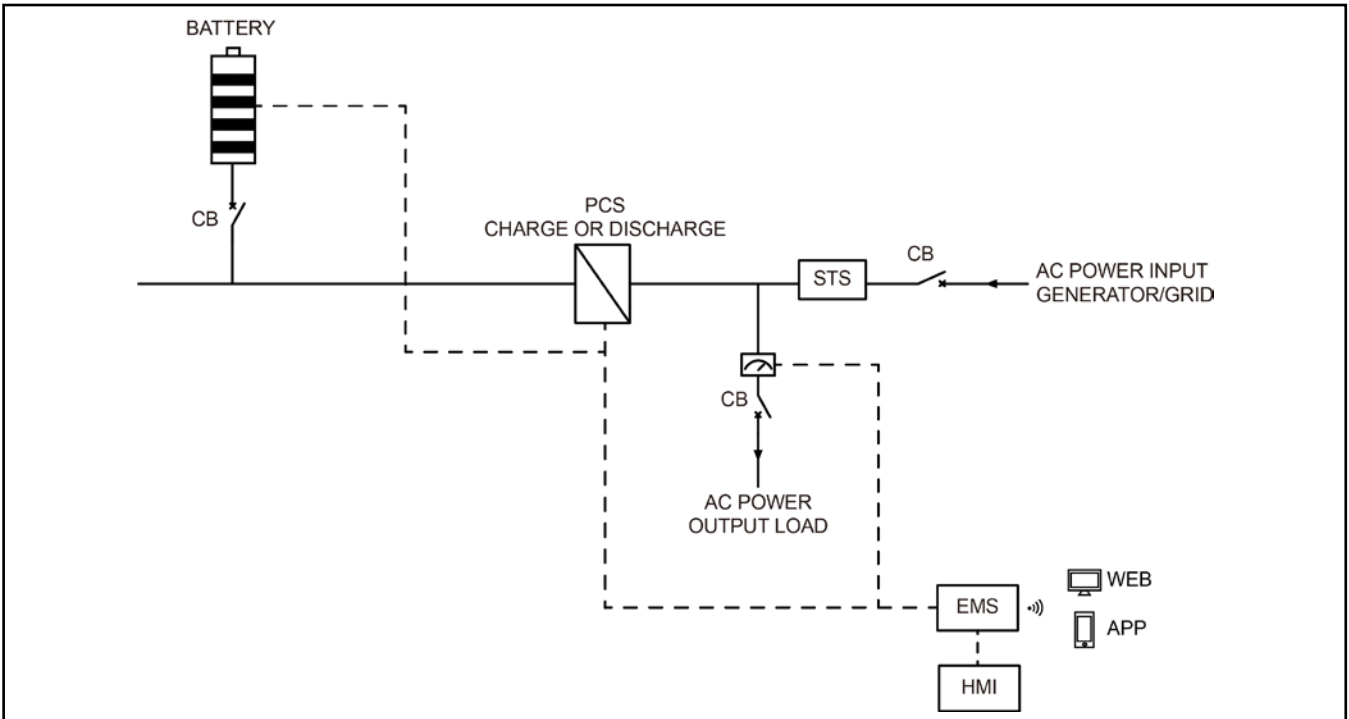 BATTERY
CB
PCS
CHARGE OR DISCHARGE
STS
CB
AC POWER INPUT
GENERATOR/GRID
CB
AC POWER
OUTPUT LOAD
EMS
WEB
APP
HMI